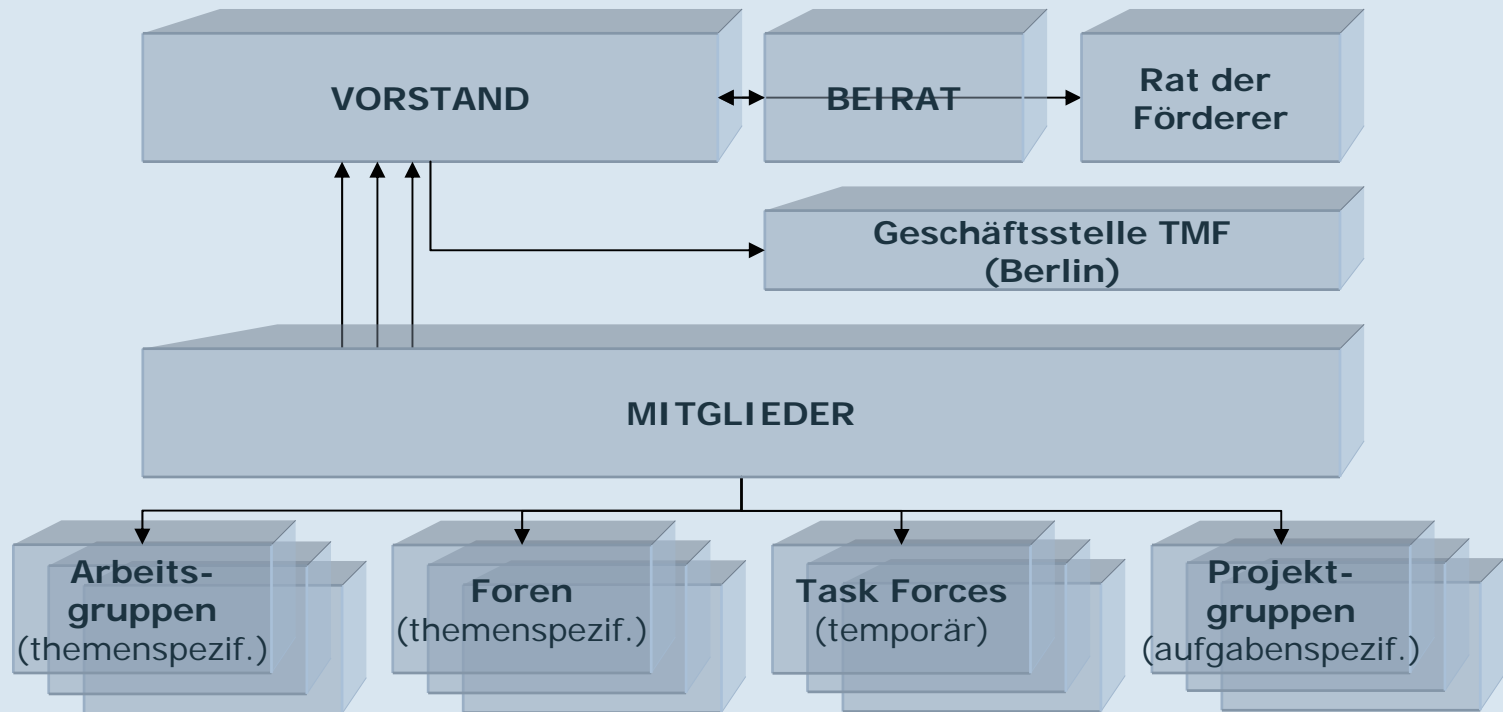 VORSTAND
BEIRAT
Rat der
Förderer
Geschäftsstelle TMF
(Berlin)
MITGLIEDER
Arbeits-
gruppen
(themenspezif.)
Foren
(themenspezif.)
Task Forces
(temporär)
Projekt-
gruppen
(aufgabenspezif.)